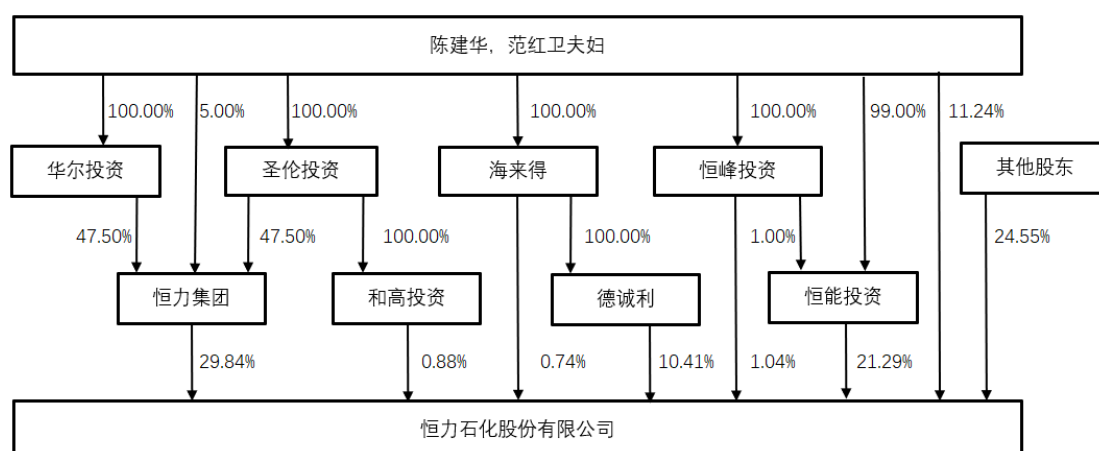 陈建华，范红卫夫妇
100.00%
5.00%
100.00%
100.00%
100.00%
99.00%
11.24%
华尔投资
圣伦投资
海来得
恒峰投资
其他股东
47.50%
47.50%
100.00%
100.00%
1.00%
24.55%
恒力集团
和高投资
德诚利
恒能投资
29.84%
0.88%
0.74%
10.41%
1.04%
21.29%
恒力石化股份有限公司